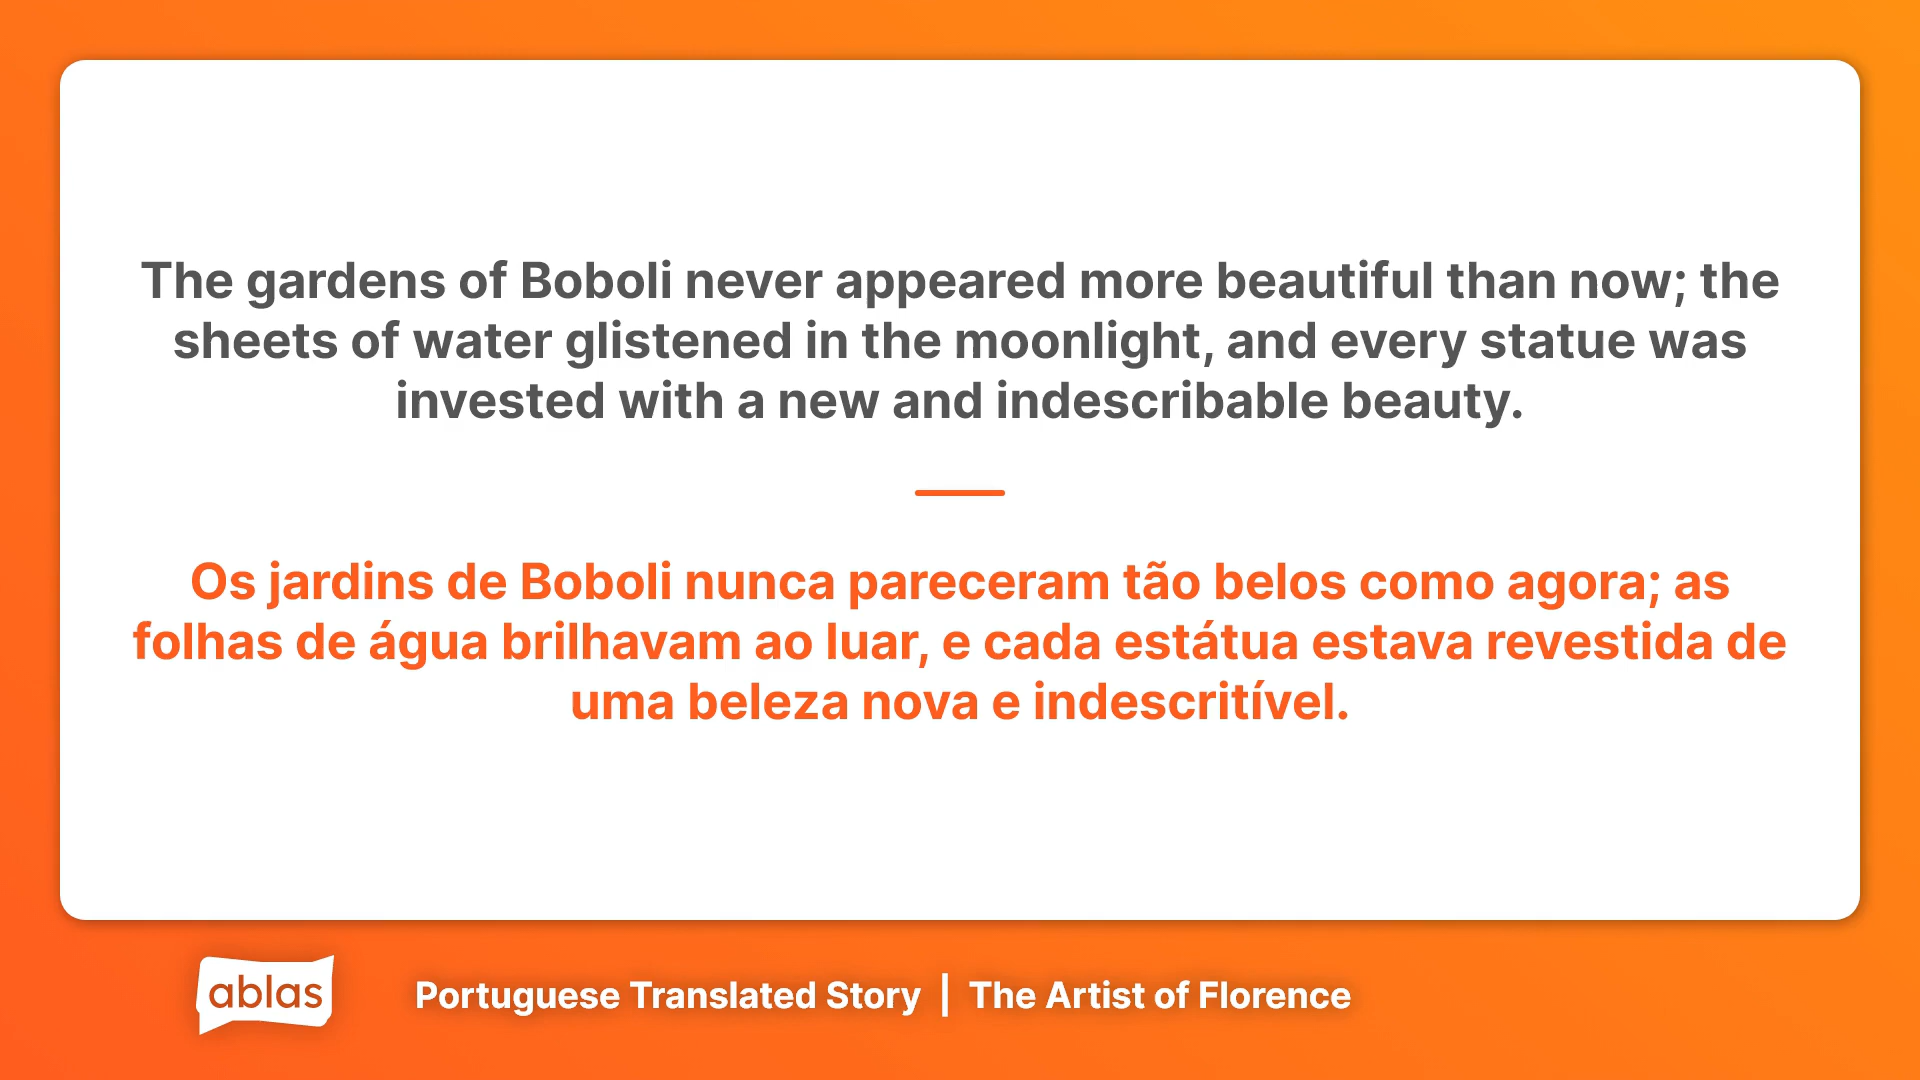 The gardens of Boboli never appeared more beautiful than now; the
sheets of water glistened in the moonlight, and every statue was
invested with a new and indescribable beauty.
Os jardins de Boboli nunca pareceram tão belos como agora; as
folhas de água brilhavam ao luar, e cada estátua estava revestida de
uma beleza nova e indescritível.
ablas
Portuguese Translated Story | The Artist of Florence